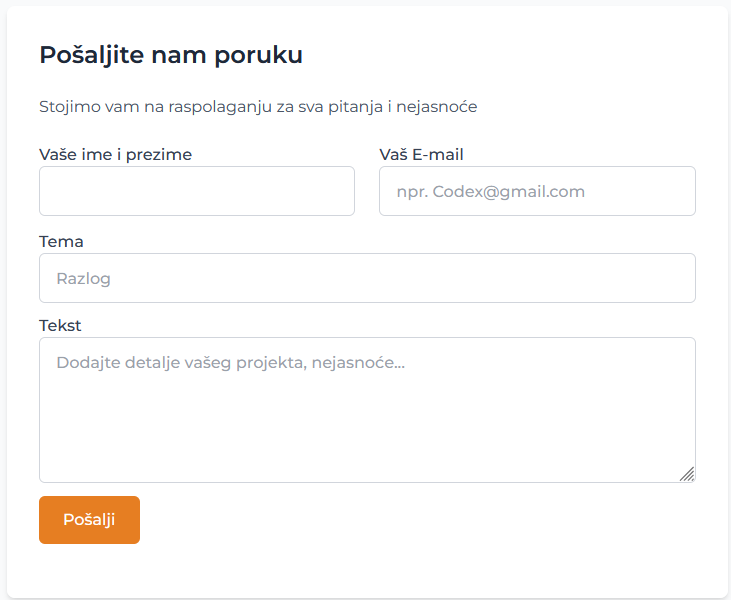 Pošaljite nam poruku
Stojimo vam na raspolaganju za sva pitanja i nejasnoće
Vaše ime i prezime
Vaš E-mail
npr. Codex@gmail.com
Tema
Razlog
Tekst
Dodajte detalje vašeg projekta, nejasnoće...
Pošalji